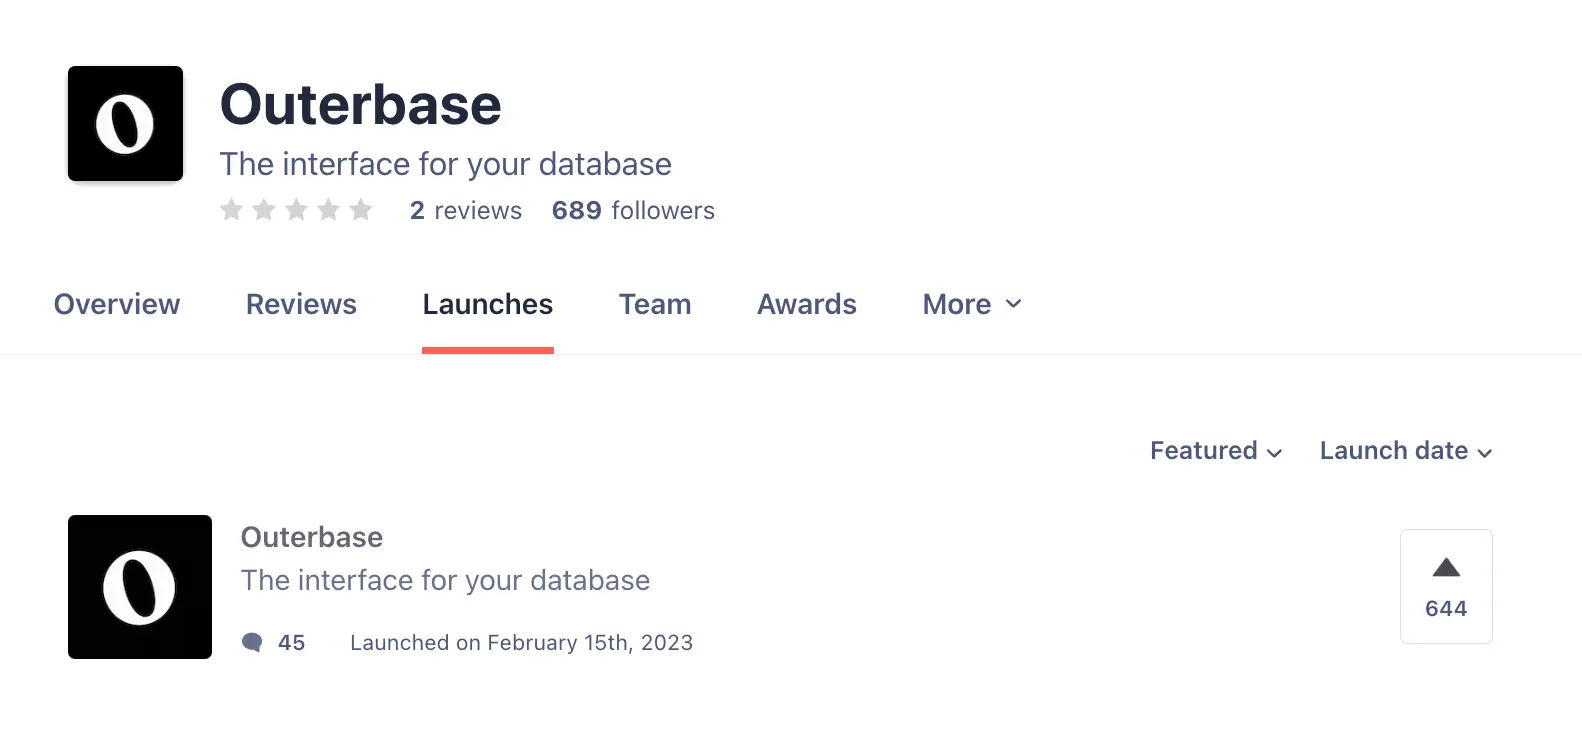 Outerbase
The interface for your database
2 reviews 689 followers
Overview Reviews Launches Team Awards More
Featured Launch date
Outerbase
The interface for your database
45 Launched on February 15th, 2023
644